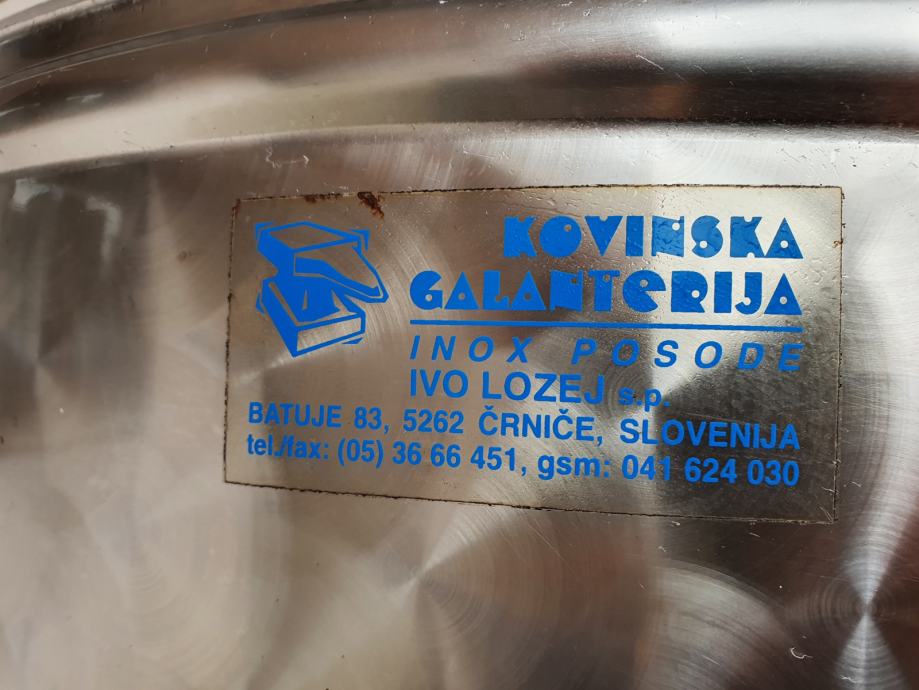 KOVINSKA
GALANTERIJA
INOX POSODE
IVO LOZEJ s.p.
BATUJE 83, 5262 ČRNIČE, SLOVENIJA
tel./fax: (05) 36 66 451, gsm: 041 624 030